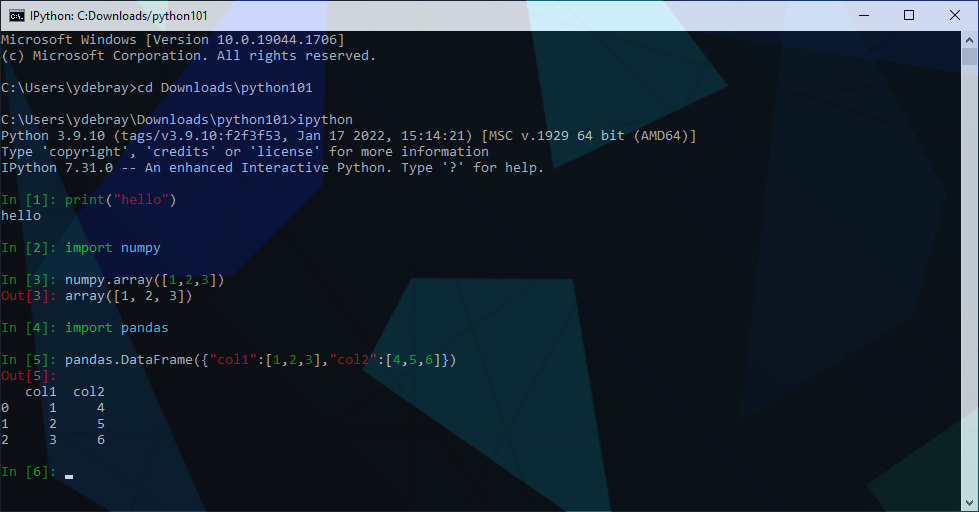 IPython: C:Downloads/python101
Microsoft Windows [Version 10.0.19044.1706]
(c) Microsoft Corporation. All rights reserved.
C:\Users\ydebray>cd Downloads\python101
C:\Users\ydebray\Downloads\python101>ipython
Python 3.9.10 (tags/v3.9.10:f2f3f53, Jan 17 2022, 15:14:21) [MSC v.1929 64 bit (AMD64)]
Type 'copyright', 'credits' or 'license' for more information
IPython 7.31.0 -- An enhanced Interactive Python. Type '?' for help.
In [1]: print("hello")
hello
In [2]: import numpy
In [3]: numpy.array([1,2,3])
Out[3]: array([1, 2, 3])
In [4]: import pandas
In [5]: pandas.DataFrame({"col1":[1,2,3],"col2":[4,5,6]})
Out[5]:
   col1  col2
0     1     4
1     2     5
2     3     6
In [6]: